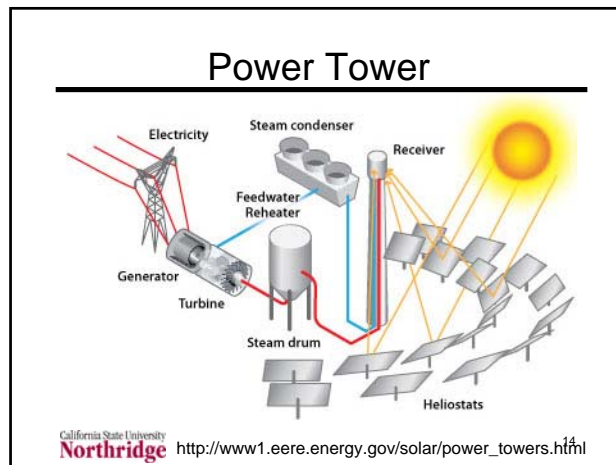 Power Tower
Electricity
Steam condenser
Receiver
Feedwater
Reheater
Generator
Turbine
Steam drum
Heliostats
California State University
Northridge
http://www1.eere.energy.gov/solar/power_towers.html
14